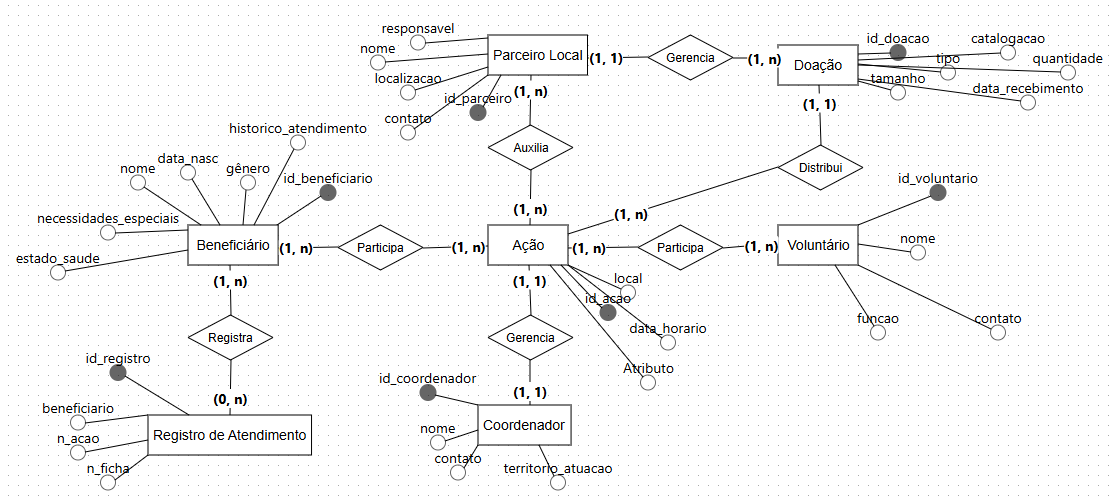 responsavel
nome
localizacao
id_parceiro
contato
Parceiro Local
(1, 1)
Gerencia
(1, n)
Doação
id_doacao
catalogacao
tipo
quantidade
tamanho
data_recebimento
(1, n)
(1, 1)
Auxilia
Distribui
(1, n)
(1, n)
historico_atendimento
data_nasc
nome
gênero
id_beneficiario
necessidades_especiais
estado_saude
Beneficiário
(1, n)
Participa
(1, n)
Ação
(1, n)
Participa
(1, n)
Voluntário
id_voluntario
nome
funcao
contato
(1, n)
(1, 1)
local
id_acao
data_horario
Atributo
Registra
Gerencia
(0, n)
(1, 1)
id_registro
beneficiario
n_acao
n_ficha
Registro de Atendimento
id_coordenador
nome
contato
territorio_atuacao
Coordenador